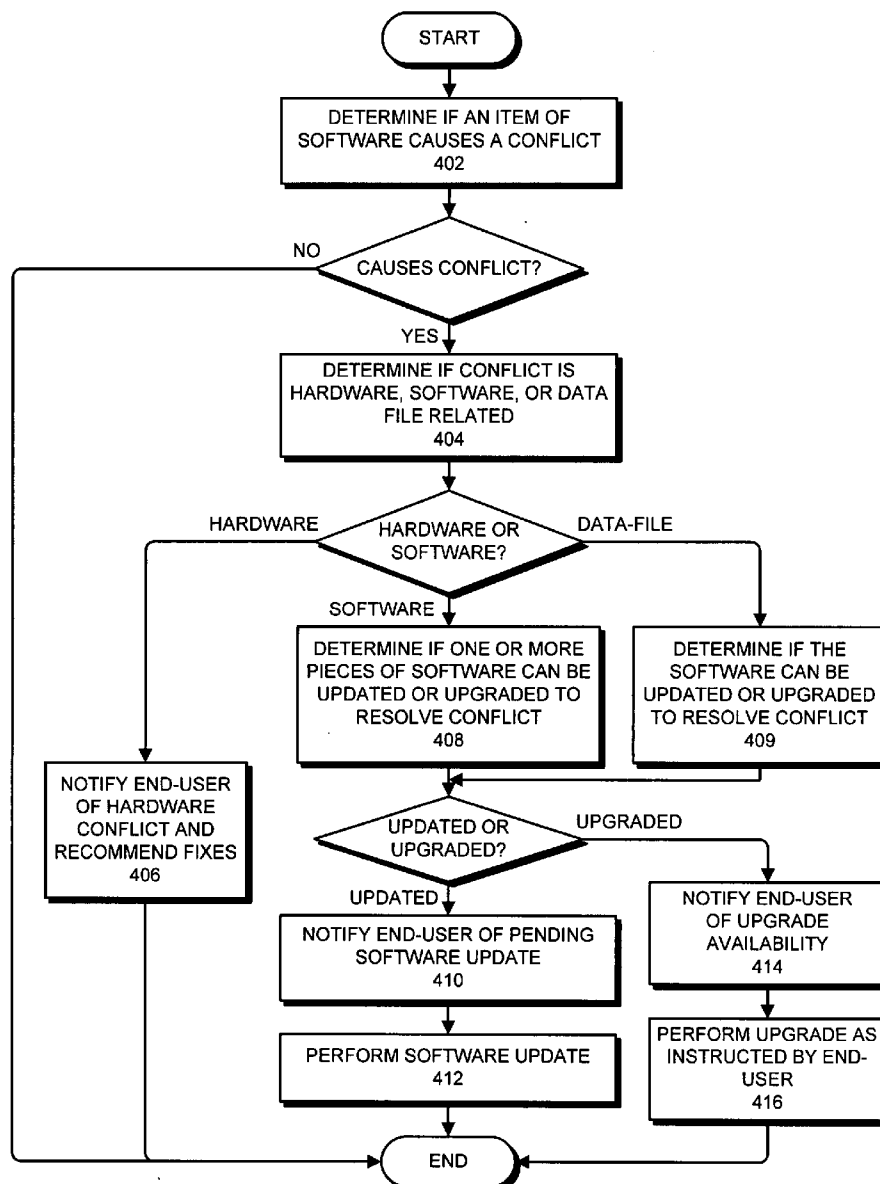 START
DETERMINE IF AN ITEM OF
SOFTWARE CAUSES A CONFLICT
402
NO
CAUSES CONFLICT?
YES
DETERMINE IF CONFLICT IS
HARDWARE, SOFTWARE, OR DATA
FILE RELATED
404
HARDWARE
HARDWARE OR
SOFTWARE?
DATA-FILE
SOFTWARE
DETERMINE IF ONE OR MORE
PIECES OF SOFTWARE CAN BE
UPDATED OR UPGRADED TO
RESOLVE CONFLICT
408
DETERMINE IF THE
SOFTWARE CAN BE
UPDATED OR UPGRADED
TO RESOLVE CONFLICT
409
NOTIFY END-USER
OF HARDWARE
CONFLICT AND
RECOMMEND FIXES
406
UPDATED OR
UPGRADED?
UPGRADED
UPDATED
NOTIFY END-USER OF PENDING
SOFTWARE UPDATE
410
NOTIFY END-USER
OF UPGRADE
AVAILABILITY
414
PERFORM SOFTWARE UPDATE
412
PERFORM UPGRADE AS
INSTRUCTED BY END-
USER
416
END